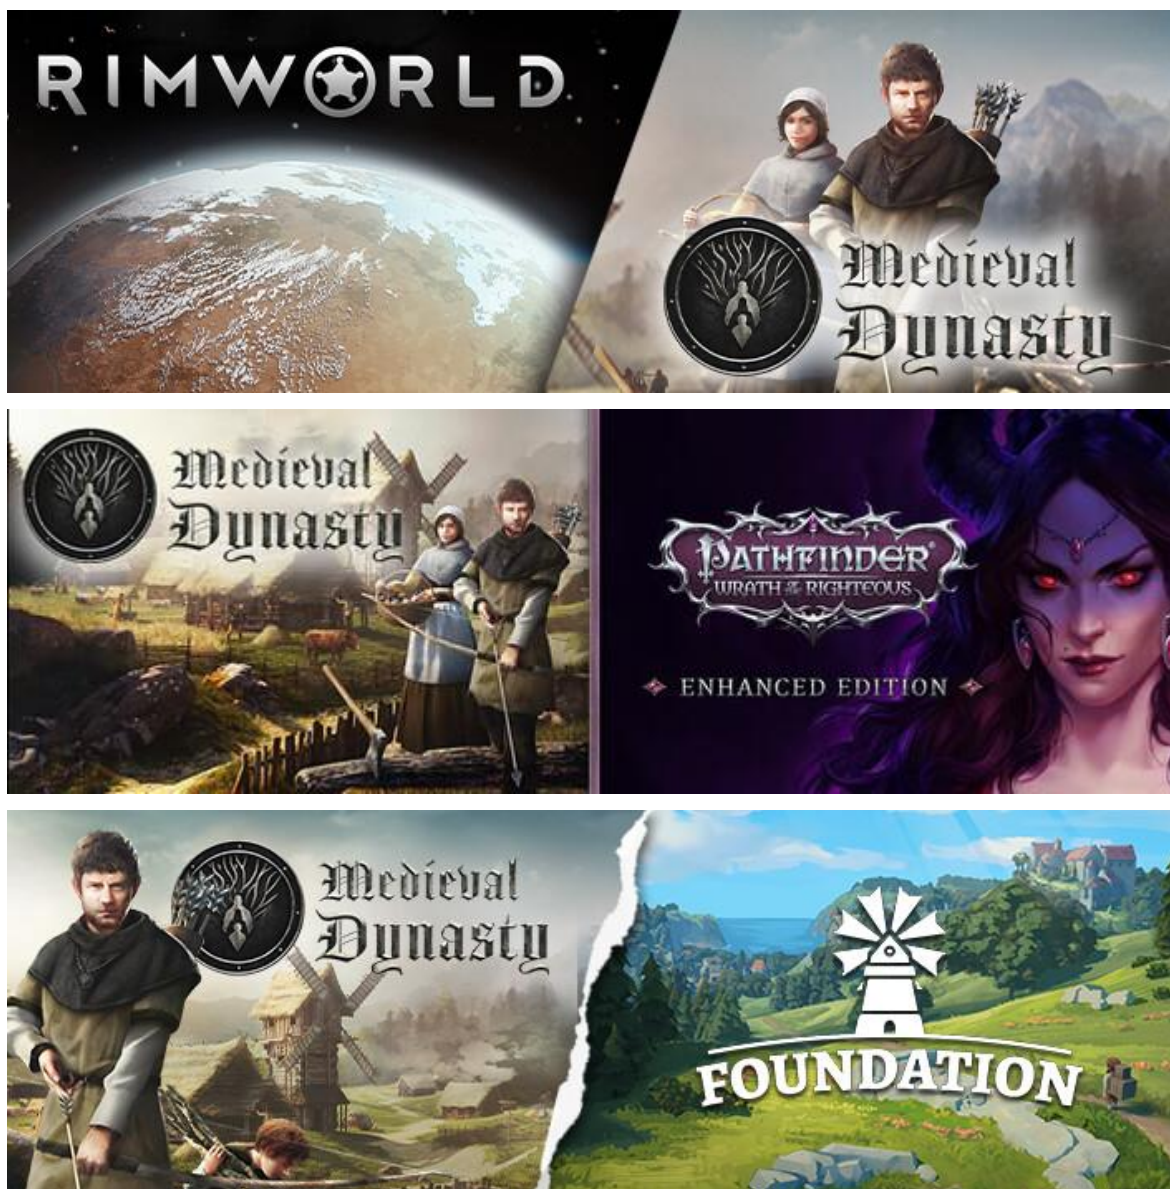 RIMWORLD
Medieval
Dynasty
Medieval
Dynasty
PATHFINDER®
WRATH OF THE RIGHTEOUS
ENHANCED EDITION
Medieval
Dynasty
FOUNDATION